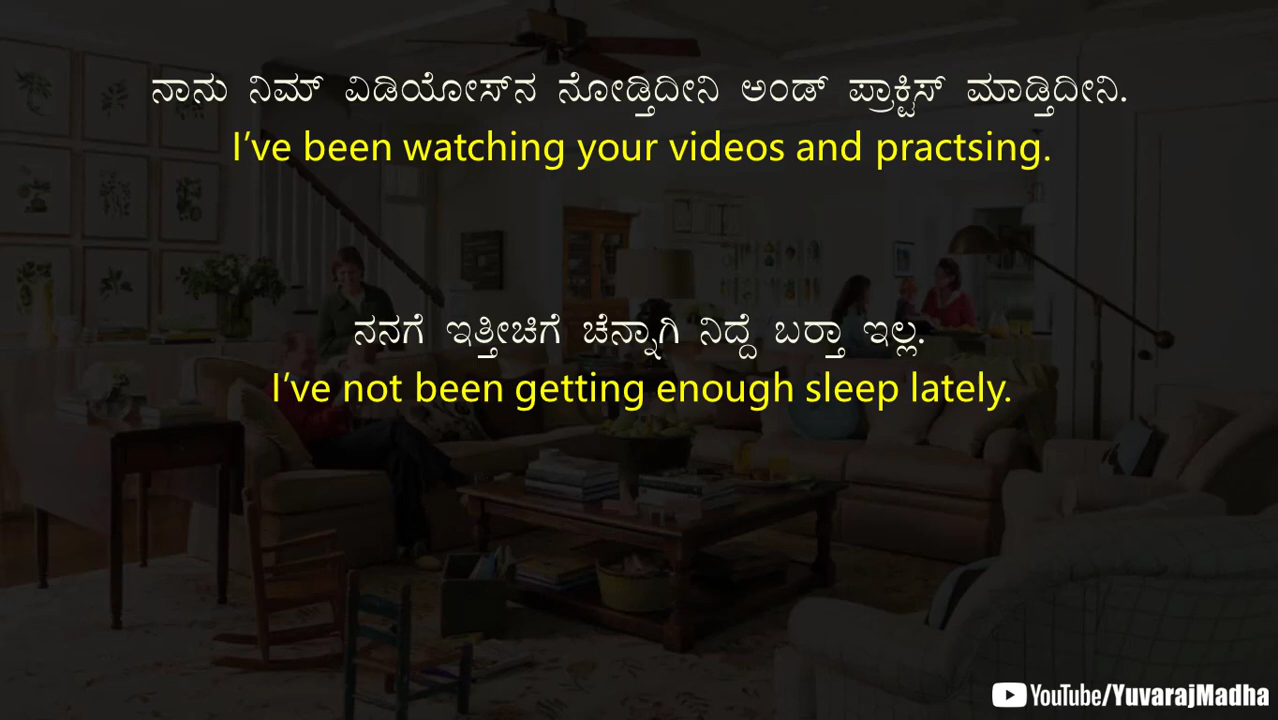 ನಾನು ನಿಮ್ ವಿಡಿಯೋಸ್‌ನ ನೋಡ್ತಿದೀನಿ ಅಂಡ್ ಪ್ರಾಕ್ಟಿಸ್ ಮಾಡ್ತಿದೀನಿ.
I’ve been watching your videos and practsing.
ನನಗೆ ಇತ್ತೀಚಿಗೆ ಚೆನ್ನಾಗಿ ನಿದ್ದೆ ಬರ‍್ತಾ ಇಲ್ಲ.
I’ve not been getting enough sleep lately.
YouTube/YuvarajMadha